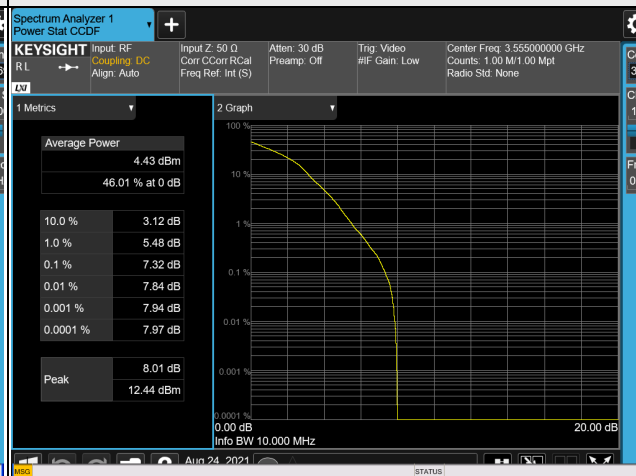 Spectrum Analyzer 1
Power Stat CCDF
KEYSIGHT
RL
LXI
Input: RF
Coupling: DC
Align: Auto
Input Z: 50 Ω
Corr CCorr RCal
Freq Ref: Int (S)
Atten: 30 dB
Preamp: Off
Trig: Video
#IF Gain: Low
Center Freq: 3.555000000 GHz
Counts: 1.00 M/1.00 Mpt
Radio Std: None
1 Metrics
Average Power
4.43 dBm
46.01 % at 0 dB
10.0 % 3.12 dB
1.0 % 5.48 dB
0.1 % 7.32 dB
0.01 % 7.84 dB
0.001 % 7.94 dB
0.0001 % 7.97 dB
Peak
8.01 dB
12.44 dBm
2 Graph
100 %
10 %
1 %
0.1 %
0.01 %
0.001 %
0.0001 %
0.00 dB 20.00 dB
Info BW 10.000 MHz
Aug 24, 2021
MSG STATUS